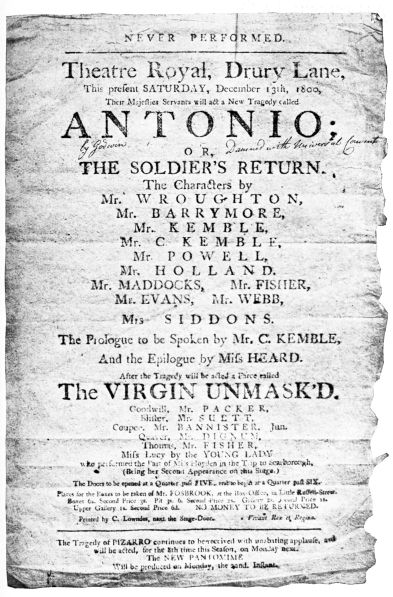 NEVER PERFORMED.
Theatre Royal, Drury Lane,
This present SATURDAY, December 13th, 1800,
Their Majesties Servants will act a New Tragedy called
ANTONIO;
by Godwin
OR,
Damned with Universal Consent
THE SOLDIER'S RETURN.
The Characters by
Mr. WROUGHTON,
Mr. BARRYMORE,
Mr. KEMBLE,
Mr. C. KEMBLE,
Mr. POWELL,
Mr. HOLLAND.
Mr. MADDOCKS, Mr. FISHER,
Mr. EVANS, Mr. WEBB,
Mrs SIDDONS.
The Prologue to be Spoken by Mr. C. KEMBLE,
And the Epilogue by Miss HEARD.
After the Tragedy will be acted a Farce called
The VIRGIN UNMASK'D.
Goodwill, Mr. PACKER,
Blister, Mr. SUETT,
Coupee, Mr. BANNISTER, Jun.
Quaver, Mr. DIGNUM,
Thomas, Mr. FISHER,
Miss Lucy by the YOUNG LADY
who performed the Part of Miss Hoyden in the Trip to Scarborough,
(Being her Second Appearance on this Stage.)
The Doors to be opened at a Quarter past FIVE, and to begin at a Quarter past SIX.
Places for the Boxes to be taken of Mr. FOSBROOK, at the Box Office, in Little Russell-Street.
Boxes 6s. Second Price 3s. Pit 3s. 6. Second Price 2s. Gallery 2s. Second Price 1s.
Upper Gallery 1s. Second Price 6d. NO MONEY TO BE RETURNED.
Printed by C. Lowndes, next the Stage-Door. Vivant Rex & Regina.
The Tragedy of PIZARRO continues to be received with unabating applause, and
will be acted, for the 8th time this Season, on Monday next.
The NEW PANTOMIME
Will be produced on Monday, the 22nd. Instant.